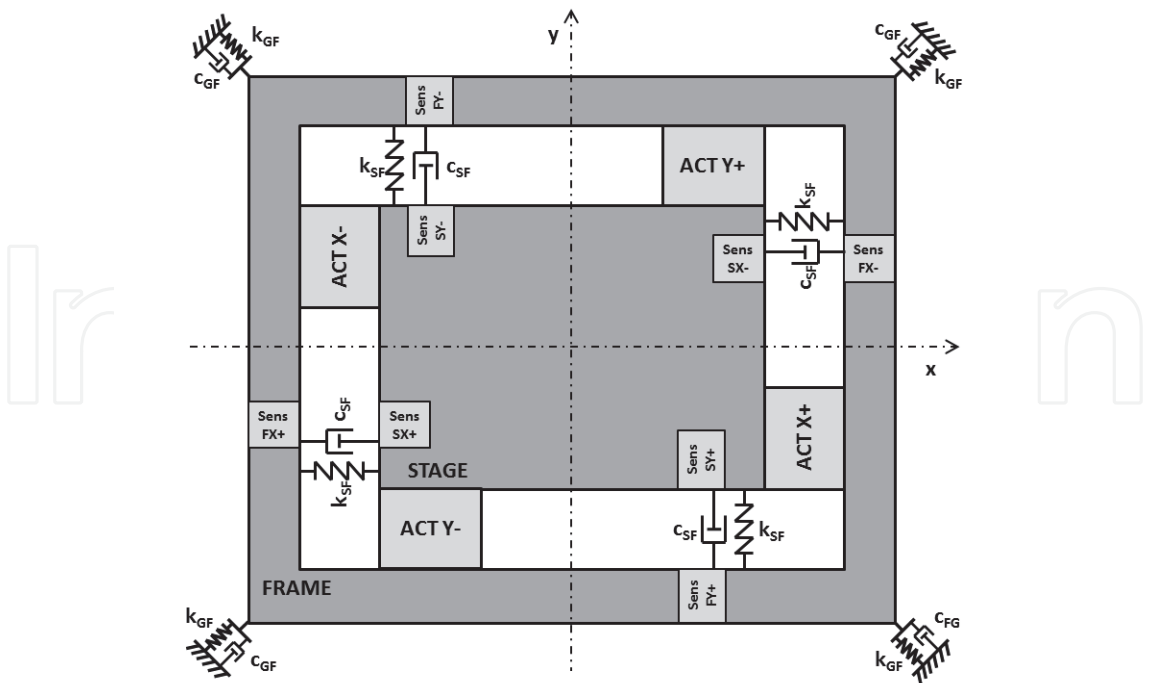 kGF
cGF
y
cGF
kGF
Sens
FY-
kSF
cSF
ACT Y+
Sens
SY-
kSF
ACT X-
Sens
SX-
Sens
FX-
cSF
x
Sens
FX+
cSF
Sens
SX+
ACT X+
Sens
SY+
STAGE
kSF
ACT Y-
cSF
kSF
FRAME
Sens
FY+
kGF
cGF
cFG
kGF